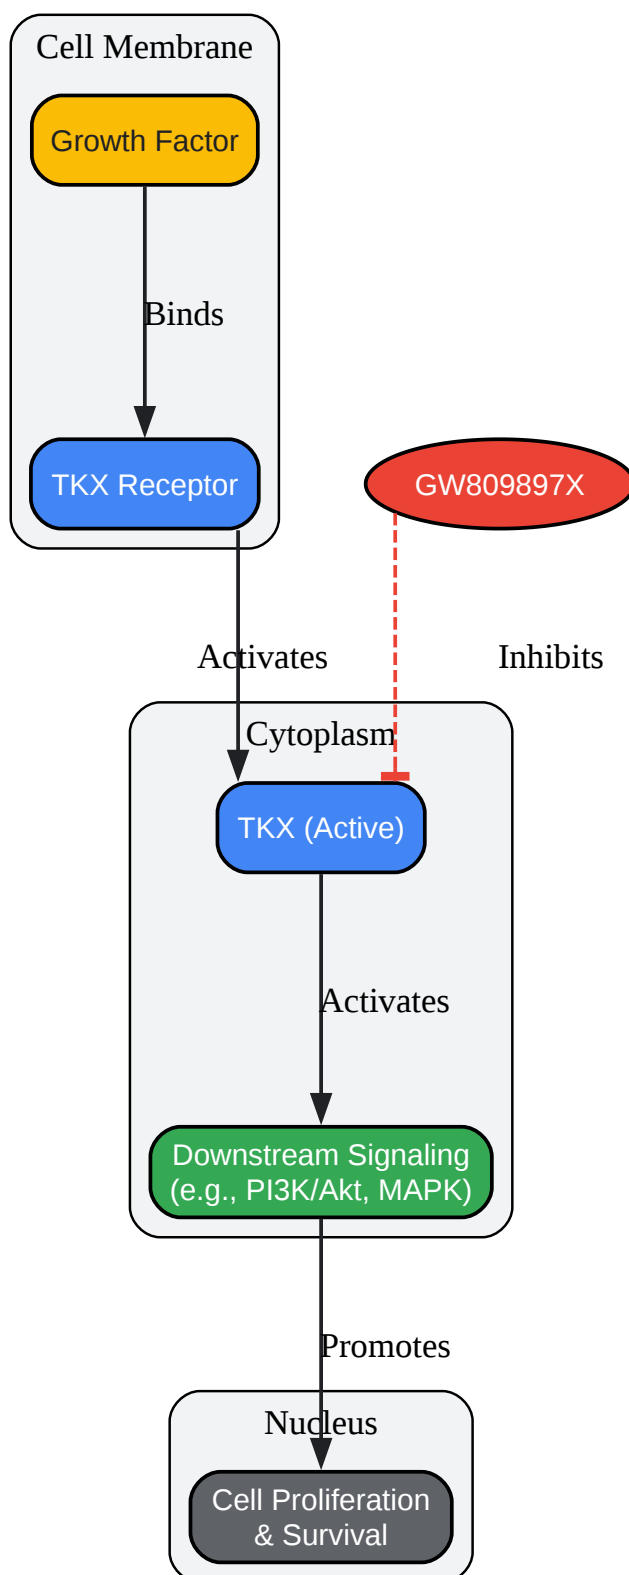 Cell Membrane
Growth Factor
Binds
TKX Receptor
GW809897X
Activates
Inhibits
Cytoplasm
TKX (Active)
Activates
Downstream Signaling
(e.g., PI3K/Akt, MAPK)
Promotes
Nucleus
Cell Proliferation
& Survival